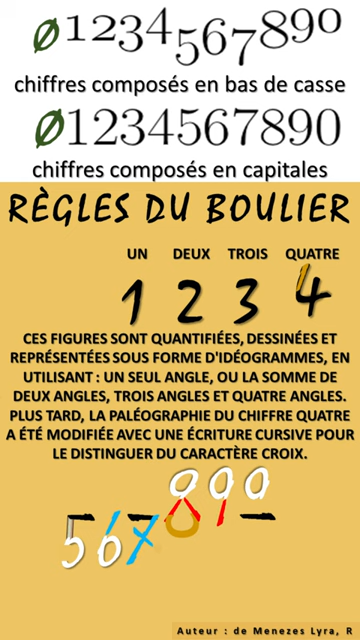 Ø1234567890
chiffres composés en bas de casse
Ø1234567890
chiffres composés en capitales
RÈGLES DU BOULIER
UN DEUX TROIS QUATRE
1 2 3 4
CES FIGURES SONT QUANTIFIÉES, DESSINÉES ET
REPRÉSENTÉES SOUS FORME D'IDÉOGRAMMES, EN
UTILISANT : UN SEUL ANGLE, OU LA SOMME DE
DEUX ANGLES, TROIS ANGLES ET QUATRE ANGLES.
PLUS TARD, LA PALÉOGRAPHIE DU CHIFFRE QUATRE
A ÉTÉ MODIFIÉE AVEC UNE ÉCRITURE CURSIVE POUR
LE DISTINGUER DU CARACTÈRE CROIX.
567890
Auteur : de Menezes Lyra, R